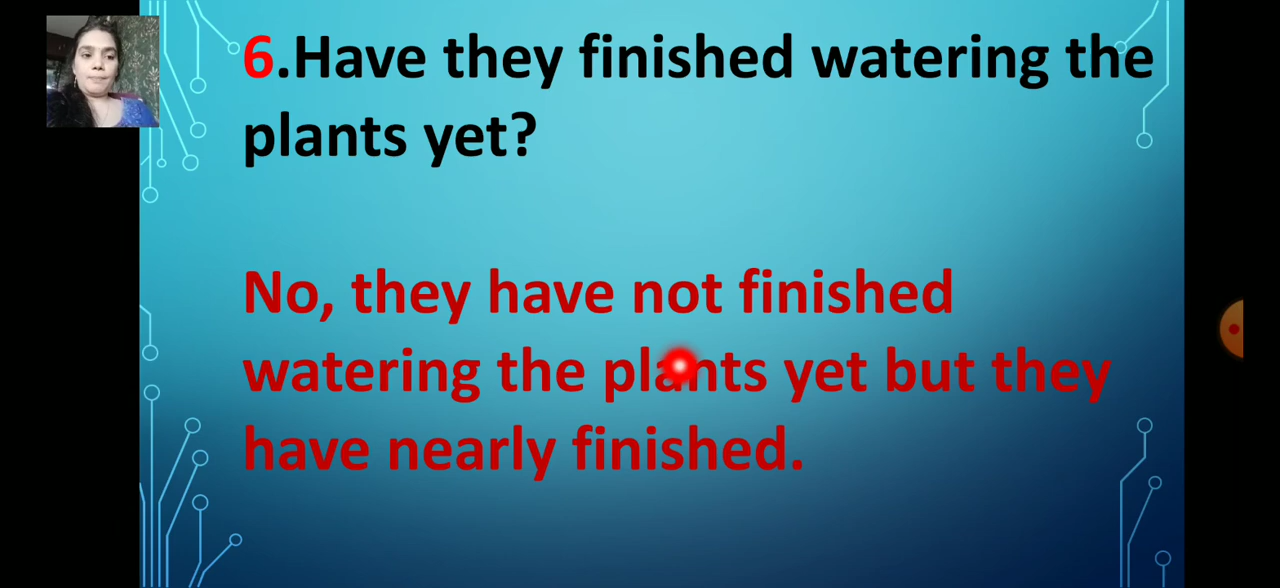 6.Have they finished watering the
plants yet?
No, they have not finished
watering the plants yet but they
have nearly finished.